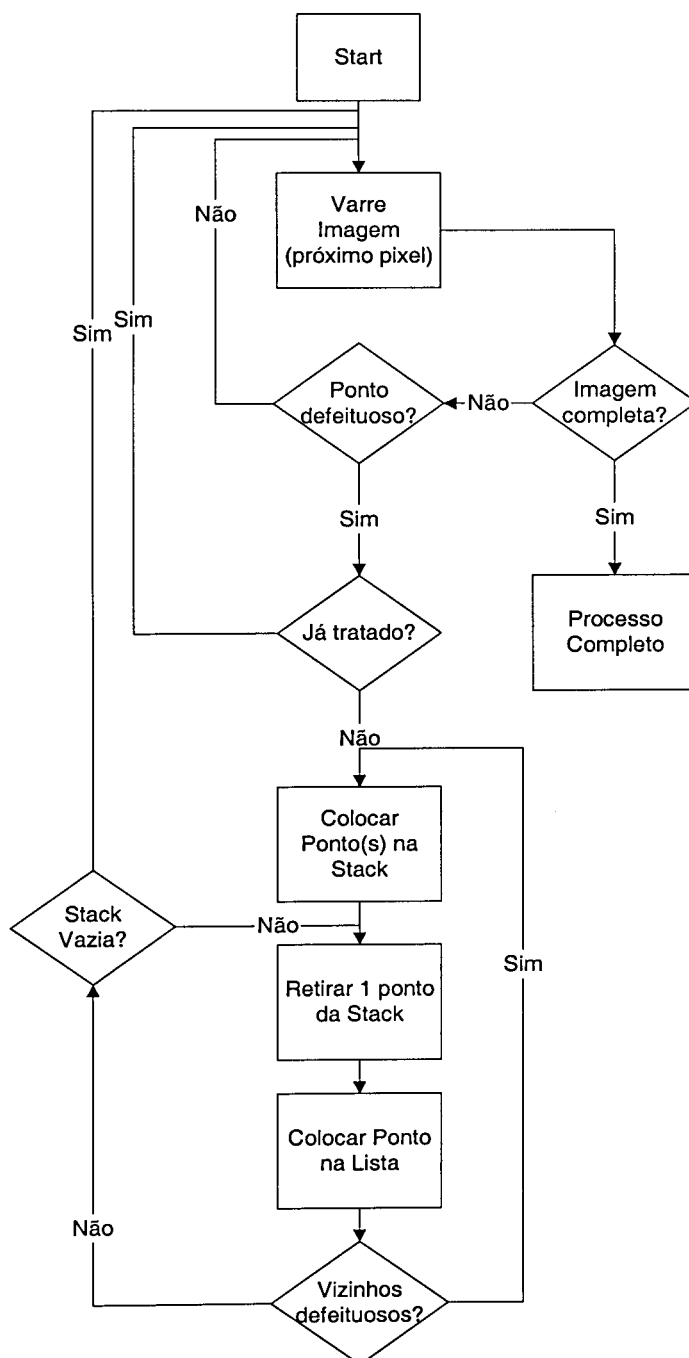 Start
Varre
Imagem
(próximo pixel)
Não
Sim
Sim
Ponto
defeituoso?
Não
Imagem
completa?
Sim
Sim
Processo
Completo
Já tratado?
Não
Colocar
Ponto(s) na
Stack
Stack
Vazia?
Não
Sim
Retirar 1 ponto
da Stack
Colocar Ponto
na Lista
Não
Vizinhos
defeituosos?